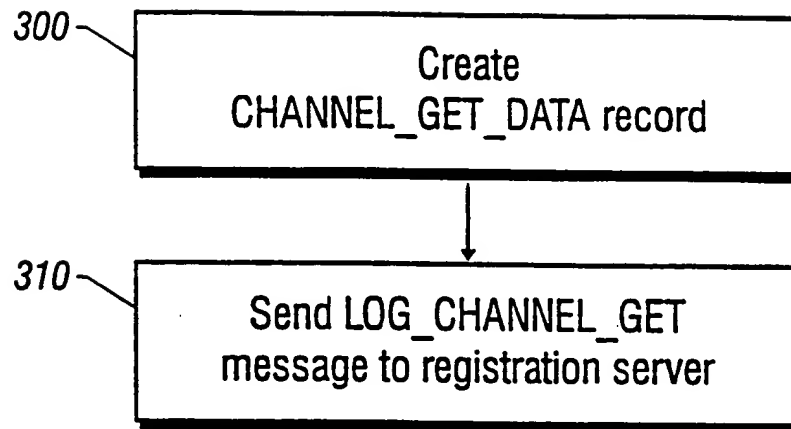 300
Create
CHANNEL_GET_DATA record
310
Send LOG_CHANNEL_GET
message to registration server